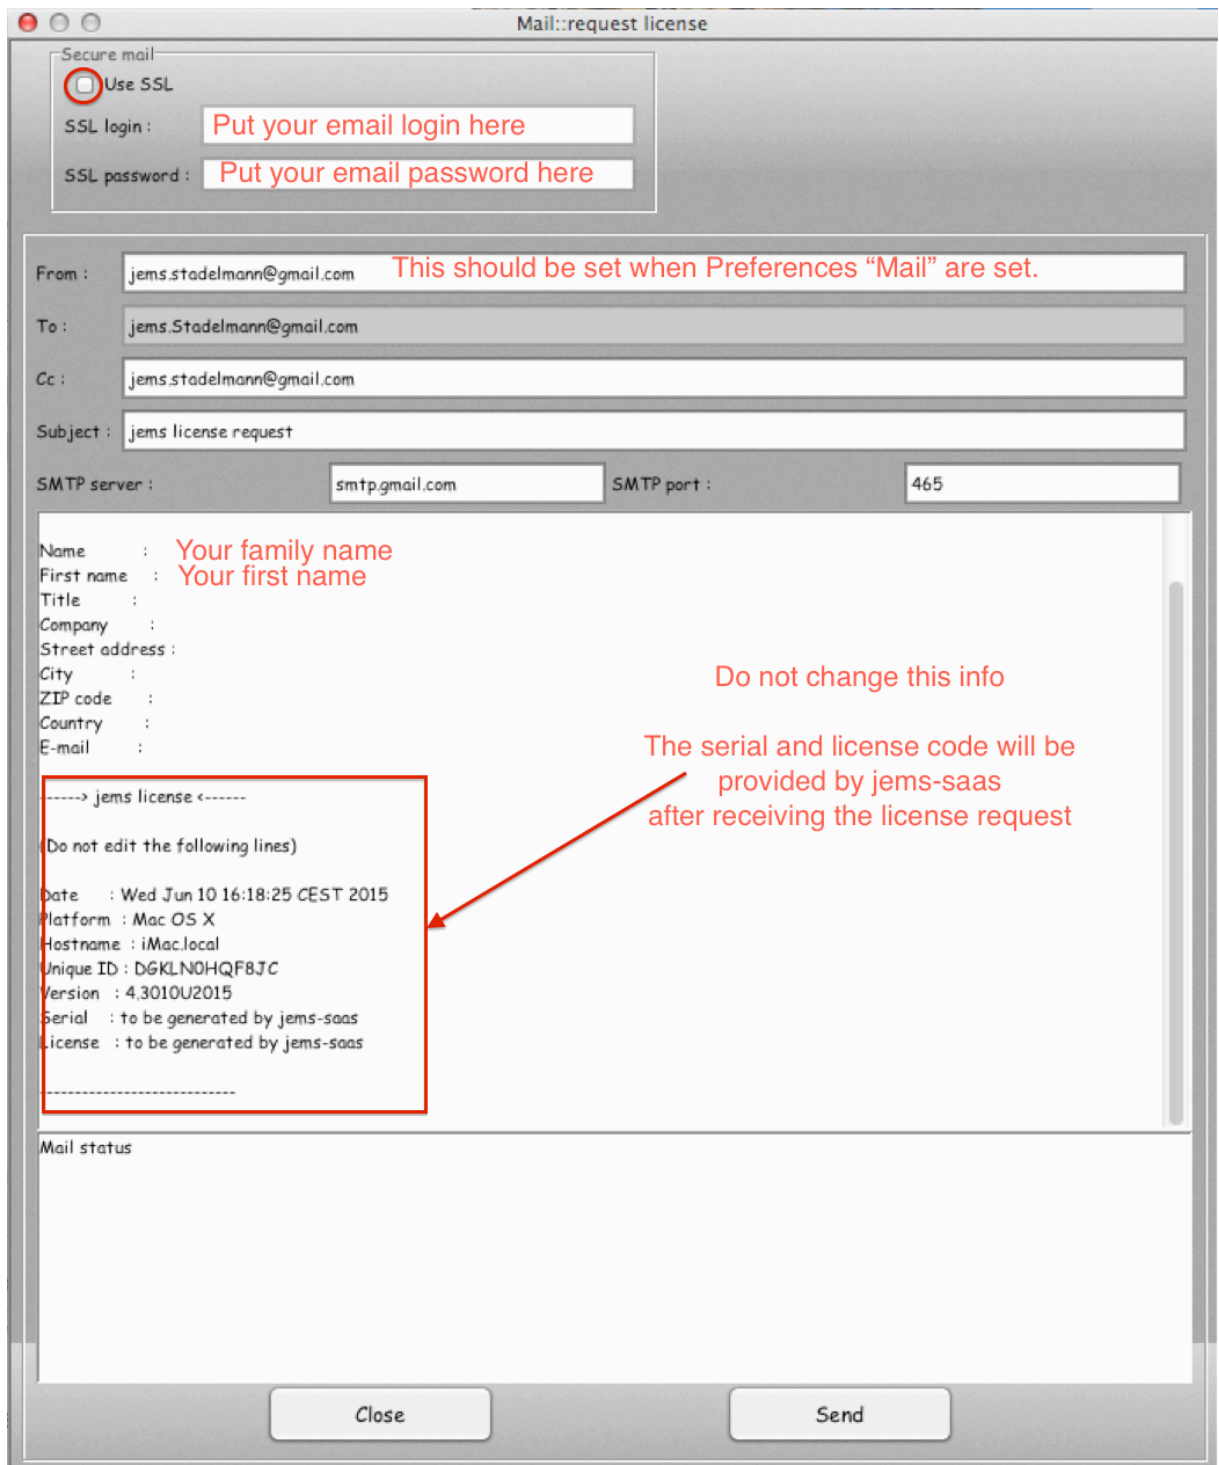 Mail::request license
Secure mail
Use SSL
SSL login : Put your email login here
SSL password : Put your email password here
From : jems.stadelmann@gmail.com This should be set when Preferences “Mail” are set.
To : jems.Stadelmann@gmail.com
Cc : jems.stadelmann@gmail.com
Subject : jems license request
SMTP server : smtp.gmail.com SMTP port : 465
Name : Your family name
First name : Your first name
Title :
Company :
Street address :
City :
ZIP code :
Country :
E-mail :
Do not change this info
The serial and license code will be
provided by jems-saas
after receiving the license request
------> jems license <------
(Do not edit the following lines)
Date : Wed Jun 10 16:18:25 CEST 2015
Platform : Mac OS X
Hostname : iMac.local
Unique ID : DGKLN0HQF8JC
Version : 4.3010U2015
Serial : to be generated by jems-saas
License : to be generated by jems-saas
----------------------------
Mail status
Close Send